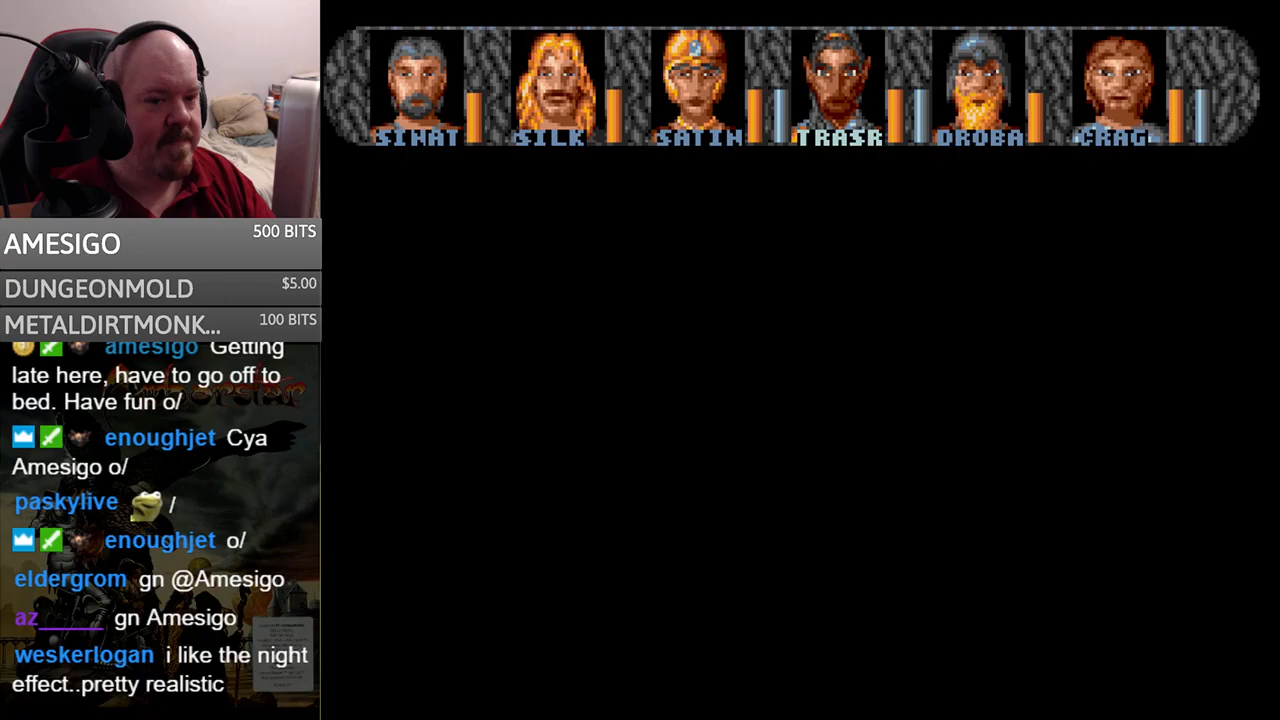 SINAT SILK SATIN TRASR DROBA GRAG
AMESIGO 500 BITS
DUNGEONMOLD $5.00
METALDIRTMONK... 100 BITS
amesigo Getting
late here, have to go off to
bed. Have fun o/
enoughjet Cya
Amesigo o/
paskylive /
enoughjet o/
eldergrom gn @Amesigo
az______ gn Amesigo
weskerlogan i like the night
effect..pretty realistic